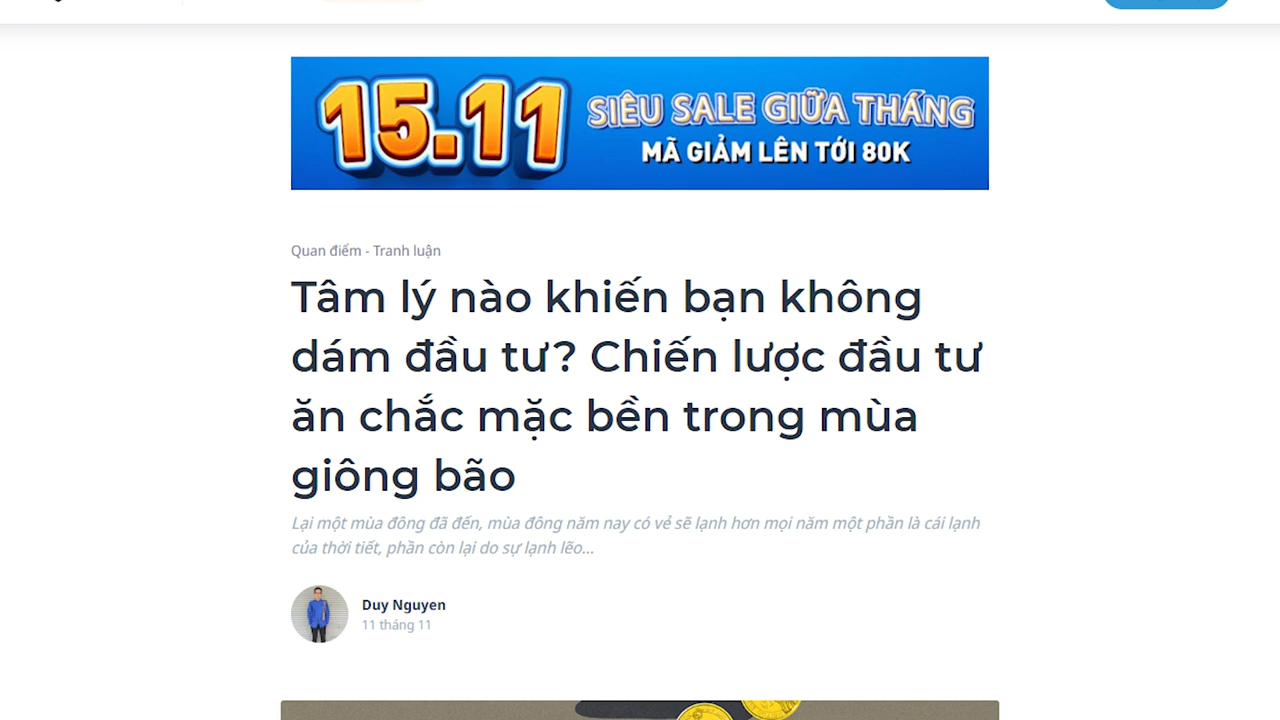 15.11
SIÊU SALE GIỮA THÁNG
MÃ GIẢM LÊN TỚI 80K
Quan điểm - Tranh luận
Tâm lý nào khiến bạn không
dám đầu tư? Chiến lược đầu tư
ăn chắc mặc bền trong mùa
giông bão
Lại một mùa đông đã đến, mùa đông năm nay có vẻ sẽ lạnh hơn mọi năm một phần là cái lạnh
của thời tiết, phần còn lại do sự lạnh lẽo...
Duy Nguyen
11 tháng 11